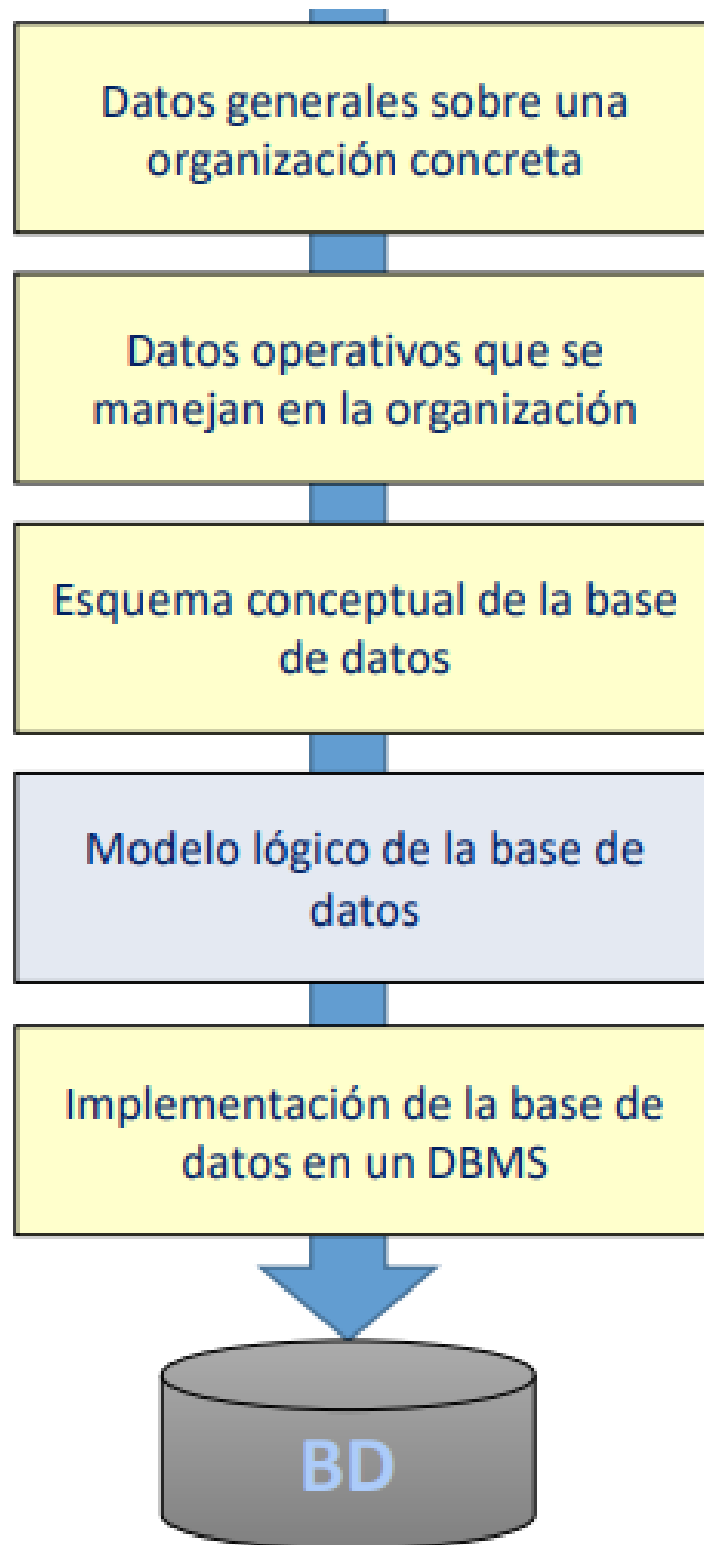 Datos generales sobre una
organización concreta
Datos operativos que se
manejan en la organización
Esquema conceptual de la base
de datos
Modelo lógico de la base de
datos
Implementación de la base de
datos en un DBMS
BD